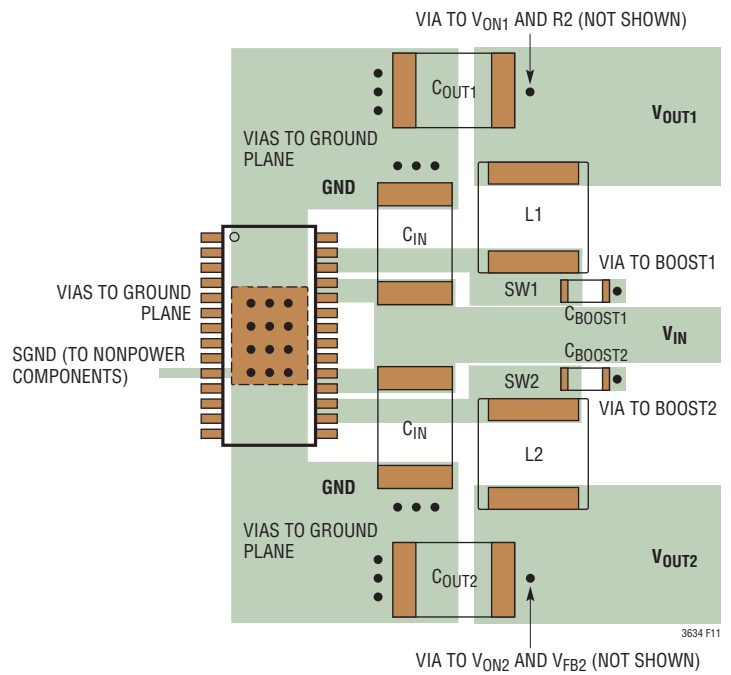 VIA TO VON1 AND R2 (NOT SHOWN)
COUT1
VOUT1
VIAS TO GROUND
PLANE
GND
CIN
L1
VIA TO BOOST1
SW1
CBOOST1
VIAS TO GROUND
PLANE
VIN
SGND (TO NONPOWER
COMPONENTS)
CBOOST2
SW2
VIA TO BOOST2
CIN
L2
GND
VIAS TO GROUND
PLANE
COUT2
VOUT2
3634 F11
VIA TO VON2 AND VFB2 (NOT SHOWN)